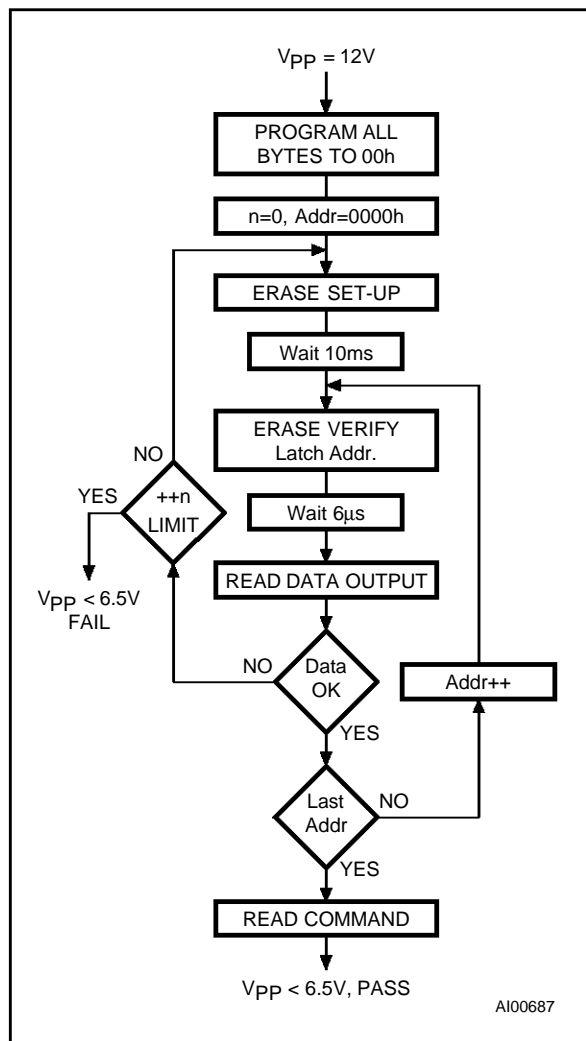 VPP = 12V
PROGRAM ALL
BYTES TO 00h
n=0, Addr=0000h
ERASE SET-UP
Wait 10ms
ERASE VERIFY
Latch Addr.
NO
YES
++n
LIMIT
Wait 6µs
READ DATA OUTPUT
VPP < 6.5V
FAIL
NO
Data
OK
YES
Addr++
Last
Addr
NO
YES
READ COMMAND
VPP < 6.5V, PASS
AI00687